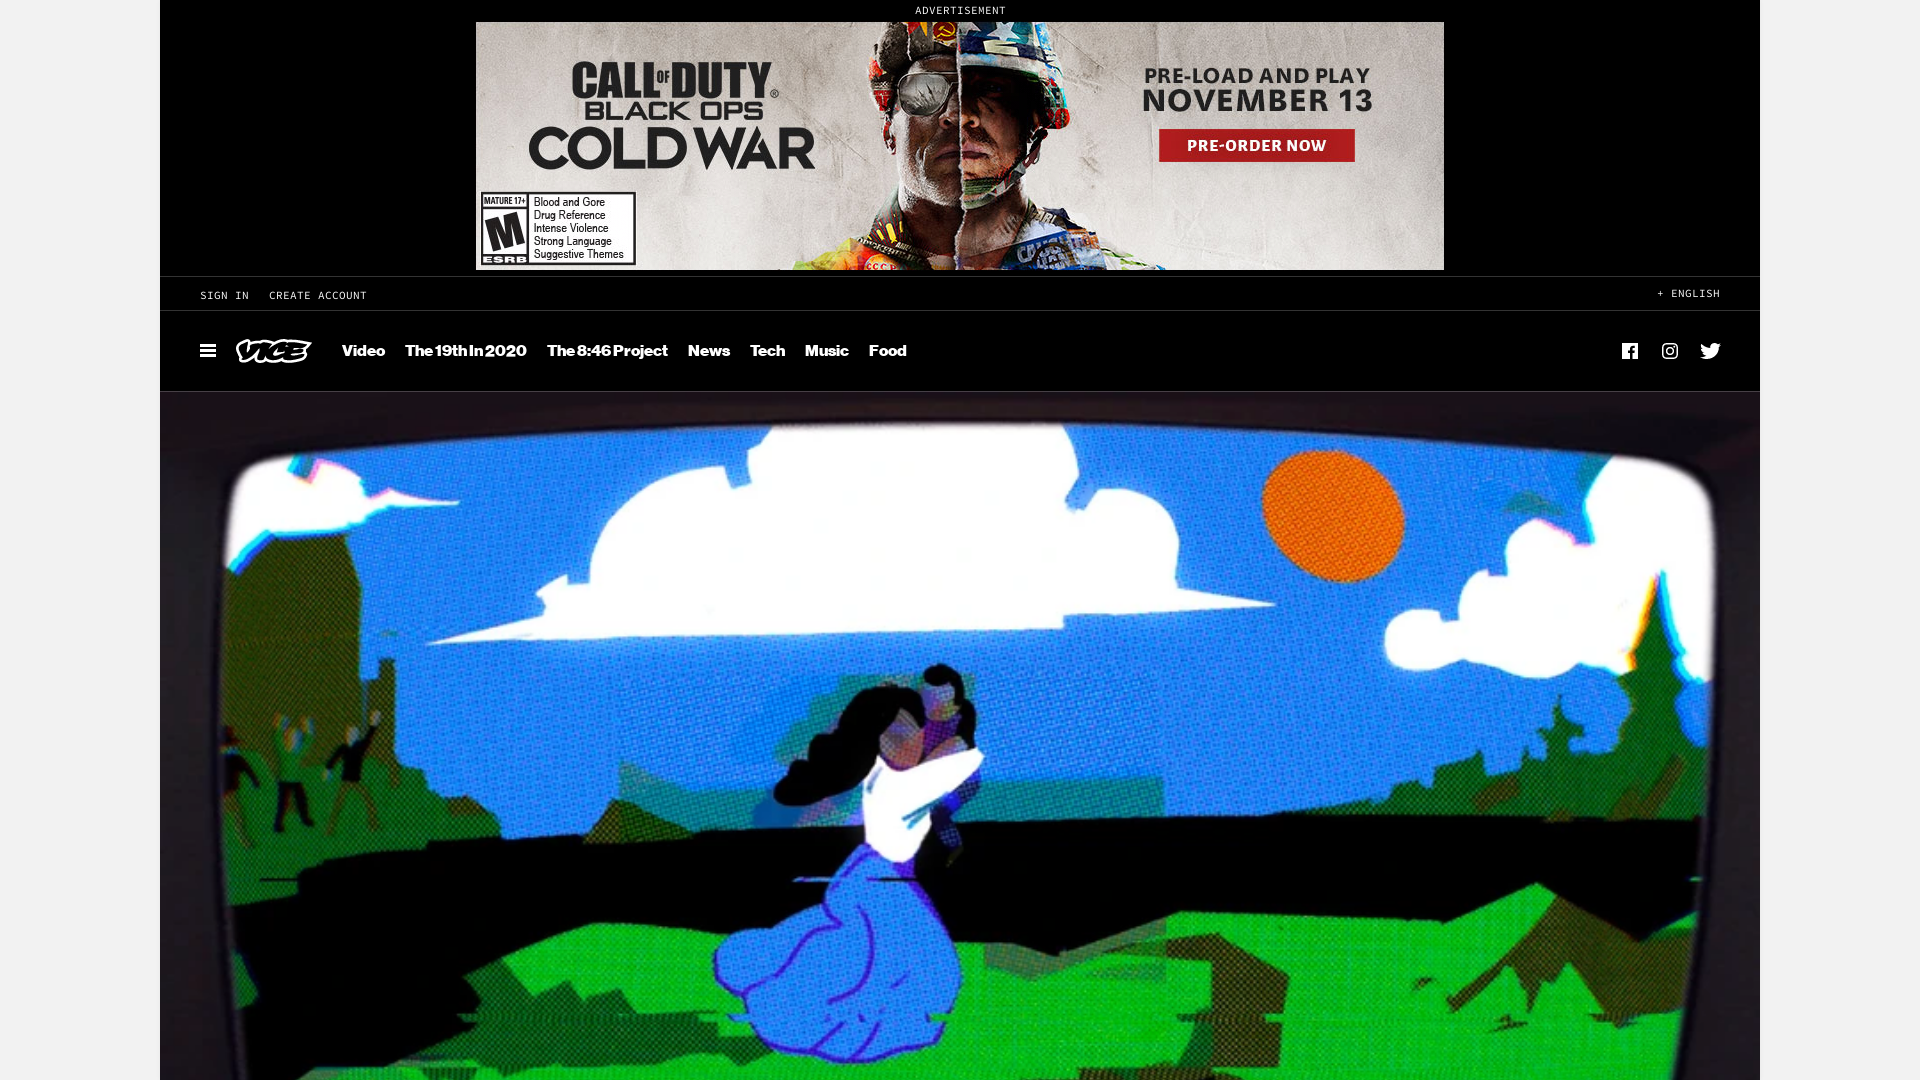 ADVERTISEMENT
CALL OF DUTY®
BLACK OPS
COLD WAR
PRE-LOAD AND PLAY
NOVEMBER 13
PRE-ORDER NOW
MATURE 17+
M
ESRB
Blood and Gore
Drug Reference
Intense Violence
Strong Language
Suggestive Themes
SIGN IN CREATE ACCOUNT
+ ENGLISH
VICE Video The 19th In 2020 The 8:46 Project News Tech Music Food